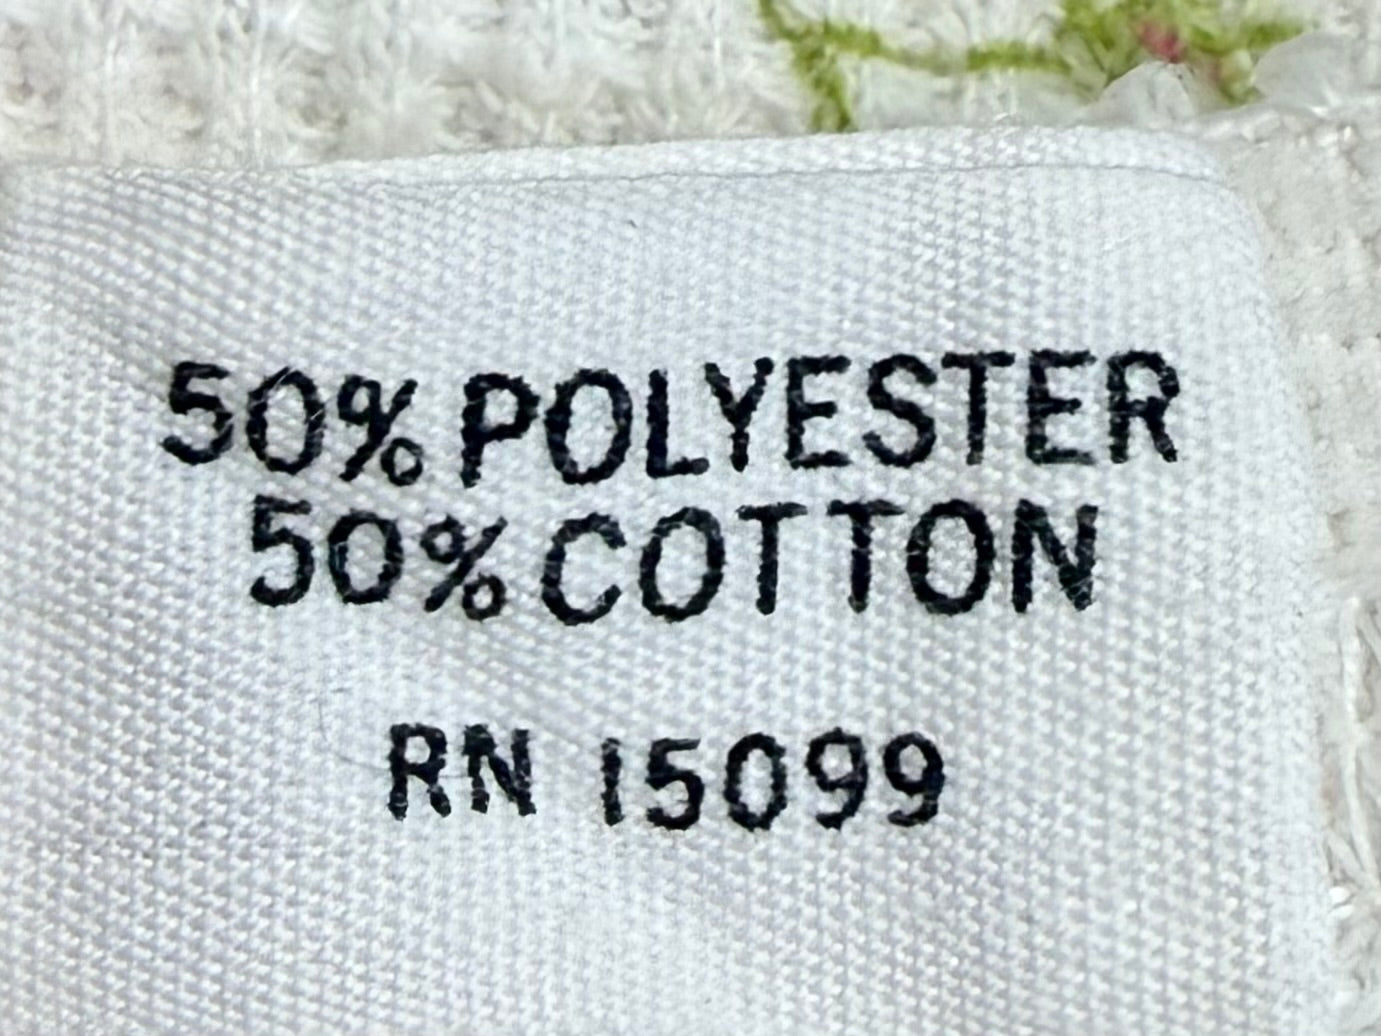 50% POLYESTER
50% COTTON
RN 15099